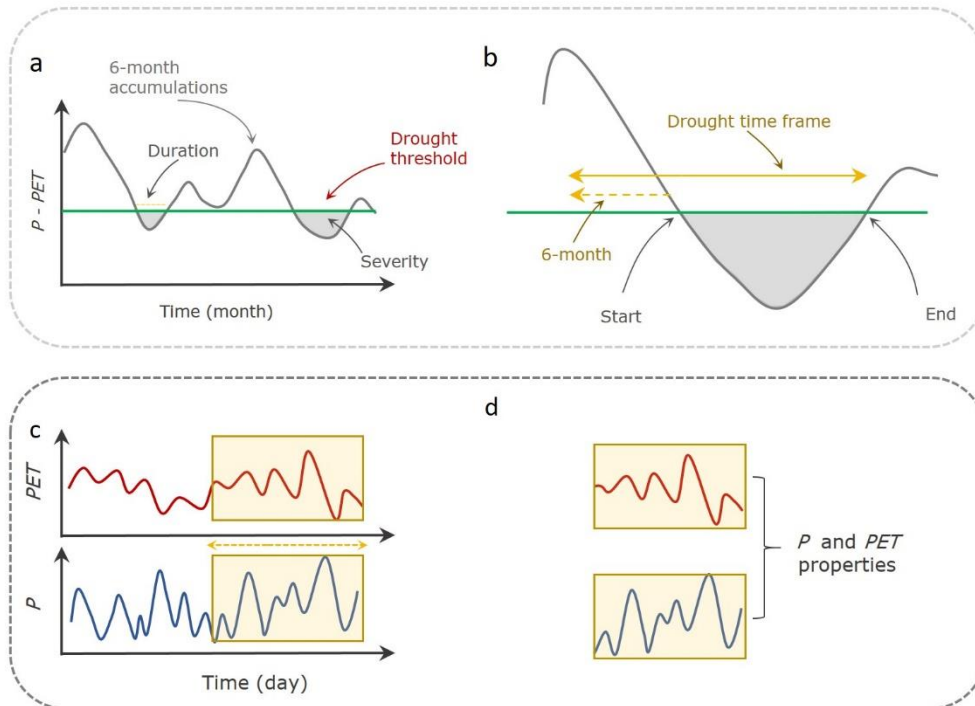 a
6-month
accumulations
Duration
Drought
threshold
P - PET
Severity
Time (month)
b
Drought time frame
6-month
Start
End
c
PET
P
Time (day)
d
P and PET
properties